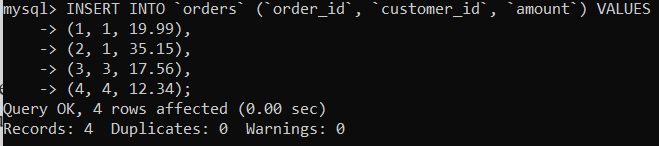 mysql> INSERT INTO `orders` (`order_id`, `customer_id`, `amount`) VALUES
    -> (1, 1, 19.99),
    -> (2, 1, 35.15),
    -> (3, 3, 17.56),
    -> (4, 4, 12.34);
Query OK, 4 rows affected (0.00 sec)
Records: 4  Duplicates: 0  Warnings: 0